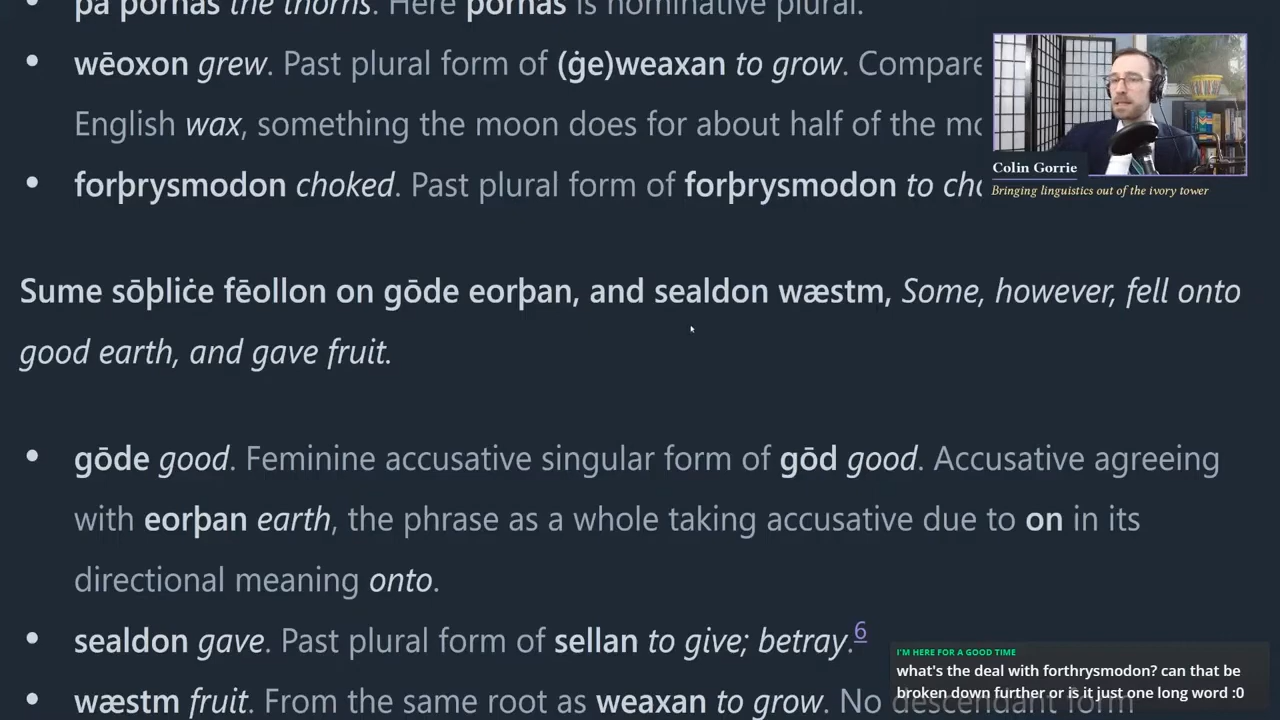 þā þornas the thorns. Here þornas is nominative plural.
• wēoxon grew. Past plural form of (ġe)weaxan to grow. Compare
English wax, something the moon does for about half of the mo
• forþrysmodon choked. Past plural form of forþrysmodon to cho
Sume sōþliċe fēollon on gōde eorþan, and sealdon wæstm, Some, however, fell onto
good earth, and gave fruit.
• gōde good. Feminine accusative singular form of gōd good. Accusative agreeing
with eorþan earth, the phrase as a whole taking accusative due to on in its
directional meaning onto.
• sealdon gave. Past plural form of sellan to give; betray.6
• wæstm fruit. From the same root as weaxan to grow. No descendant form
Colin Gorrie
Bringing linguistics out of the ivory tower
I'M HERE FOR A GOOD TIME
what's the deal with forthrysmodon? can that be
broken down further or is it just one long word :0